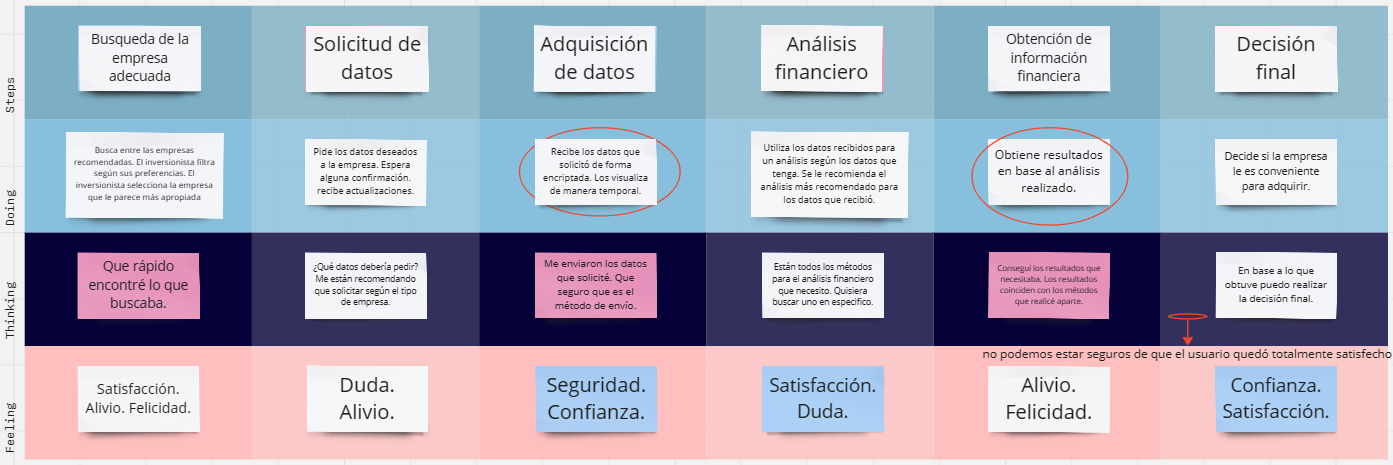 Steps
Busqueda de la
empresa
adecuada
Solicitud de
datos
Adquisición
de datos
Análisis
financiero
Obtención de
información
financiera
Decisión
final
Doing
Busca entre las empresas
recomendadas. El inversionista filtra
según sus preferencias. El
inversionista selecciona la empresa
que le parece más apropiada
Pide los datos deseados
a la empresa. Espera
alguna confirmación.
recibe actualizaciones.
Recibe los datos que
solicitó de forma
encriptada. Los visualiza
de manera temporal.
Utiliza los datos recibidos para
un análisis según los datos que
tenga. Se le recomienda el
análisis más recomendado para
los datos que recibió.
Obtiene resultados
en base al análisis
realizado.
Decide si la empresa
le es conveniente
para adquirir.
Thinking
Que rápido
encontré lo que
buscaba.
¿Qué datos debería pedir?
Me están recomendando
que solicitar según el tipo
de empresa.
Me enviaron los datos
que solicité. Que
seguro que es el
método de envío.
Están todos los métodos
para el análisis financiero
que necesito. Quisiera
buscar uno en especifico.
Conseguí los resultados que
necesitaba. Los resultados
coinciden con los métodos
que realicé aparte.
En base a lo que
obtuve puedo realizar
la decisión final.
no podemos estar seguros de que el usuario quedó totalmente satisfecho
Feeling
Satisfacción.
Alivio. Felicidad.
Duda.
Alivio.
Seguridad.
Confianza.
Satisfacción.
Duda.
Alivio.
Felicidad.
Confianza.
Satisfacción.